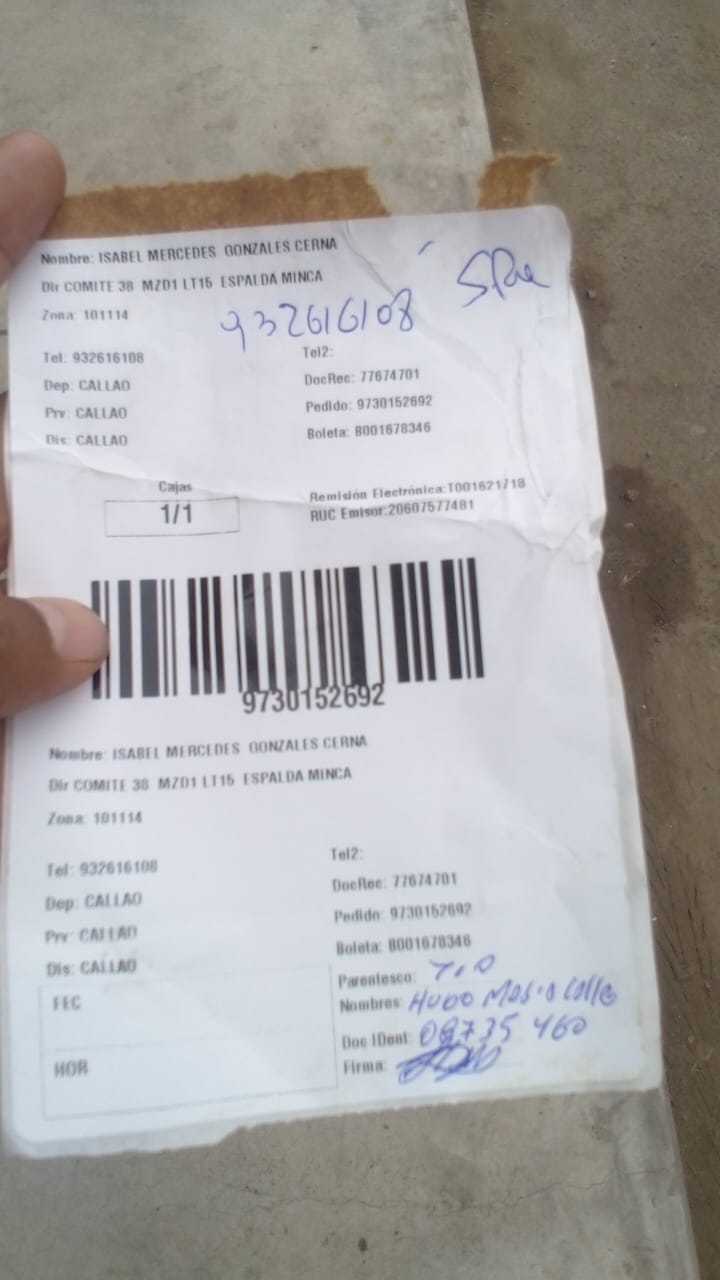 Nombre: ISABEL MERCEDES GONZALES CERNA
Dir COMITE 38 MZD1 LT15 ESPALDA MINCA
Zona: 101114
932616108
Tel: 932616108
Tel2:
Dep: CALLAO
DocRec: 77674701
Prv: CALLAO
Pedido: 9730152692
Dis: CALLAO
Boleta: B001678346
Cajas
1/1
Remisión Electrónica:T001621718
RUC Emisor:20607577481
9730152692
Nombre: ISABEL MERCEDES GONZALES CERNA
Dir COMITE 38 MZD1 LT15 ESPALDA MINCA
Zona: 101114
Tel: 932616108
Tel2:
Dep: CALLAO
DocRec: 77674701
Prv: CALLAO
Pedido: 9730152692
Dis: CALLAO
Boleta: B001678346
FEC
HOR
Parentesco: TIO
Nombres: HUGO
Doc IDent: 08735460
Firma: